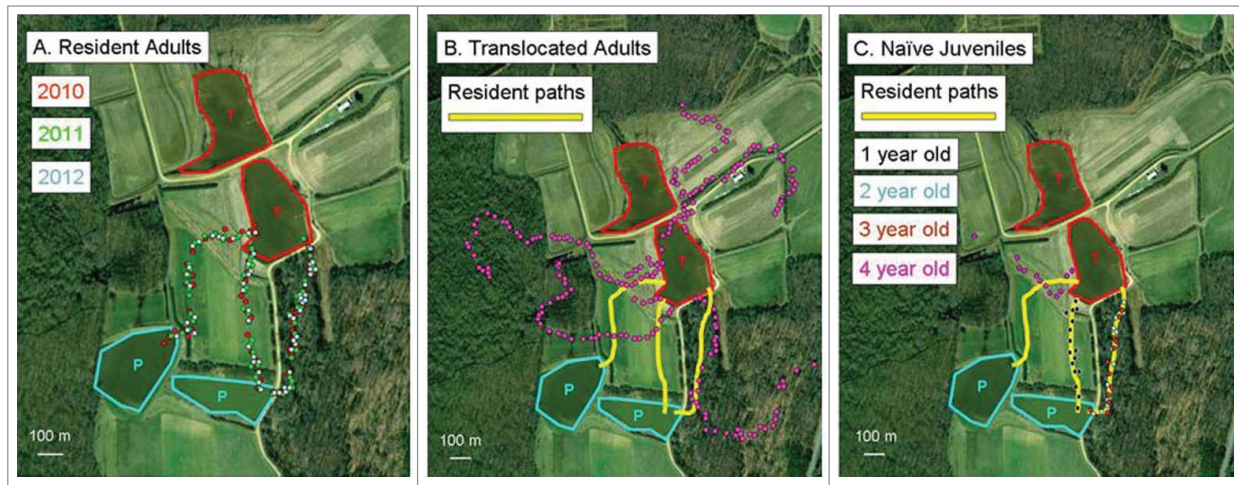 A. Resident Adults
2010
2011
2012
T
T
P
P
100 m
B. Translocated Adults
Resident paths
T
T
P
P
100 m
C. Naïve Juveniles
Resident paths
1 year old
2 year old
3 year old
4 year old
T
T
P
P
100 m